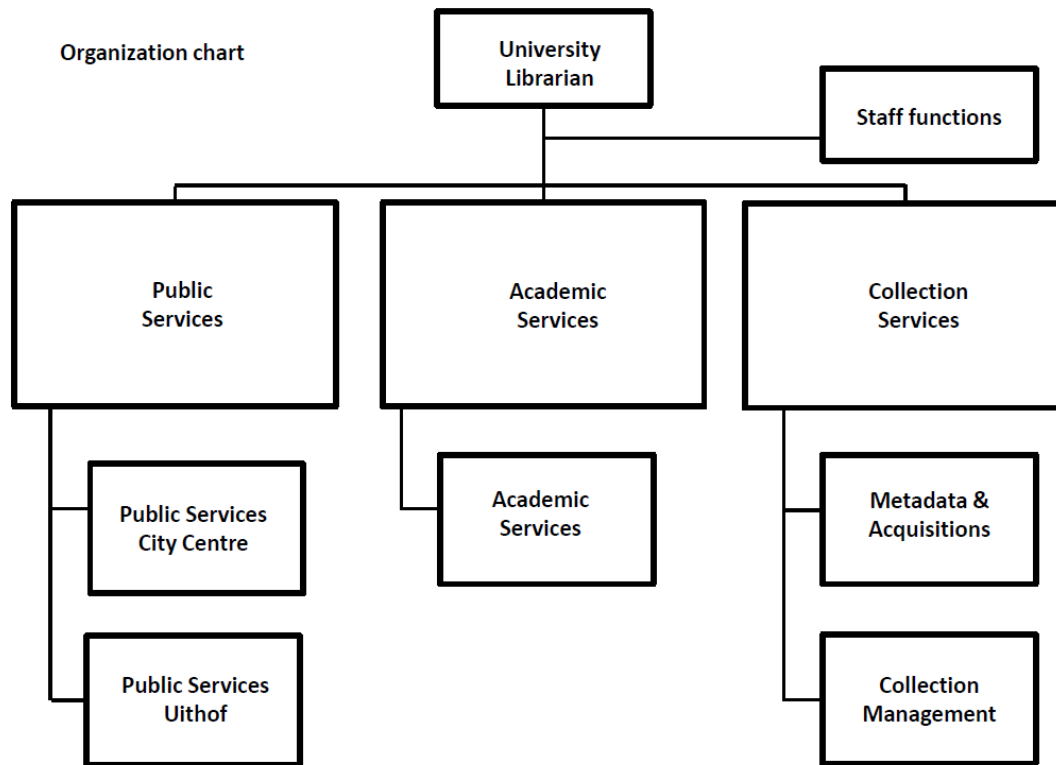 Organization chart
University
Librarian
Staff functions
Public
Services
Academic
Services
Collection
Services
Public Services
City Centre
Academic
Services
Metadata &
Acquisitions
Public Services
Uithof
Collection
Management